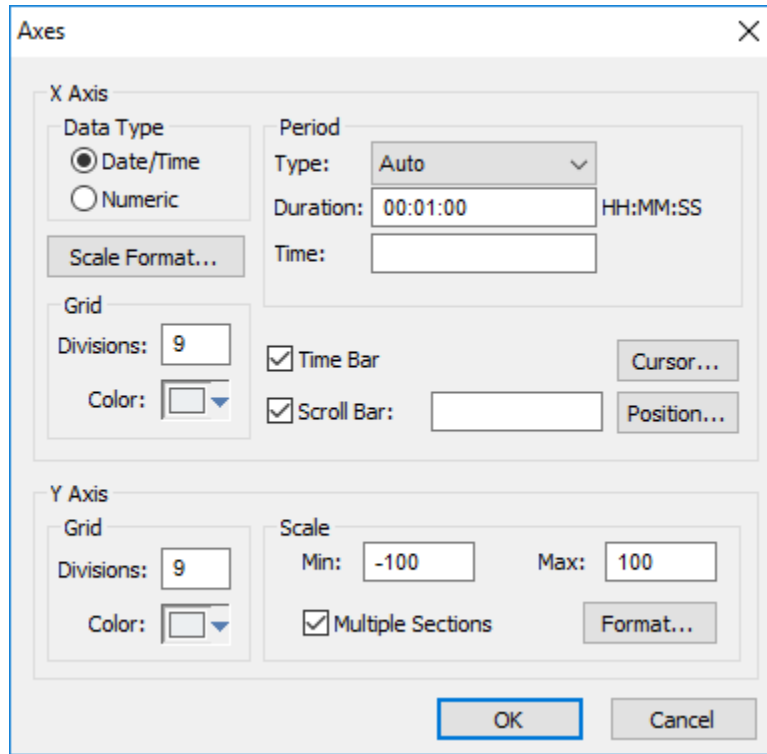 Axes
X Axis
Data Type
Date/Time
Numeric
Scale Format...
Grid
Divisions: 9
Color:
Period
Type: Auto
Duration: 00:01:00 HH:MM:SS
Time:
Time Bar
Cursor...
Scroll Bar:
Position...
Y Axis
Grid
Divisions: 9
Color:
Scale
Min: -100 Max: 100
Multiple Sections
Format...
OK
Cancel